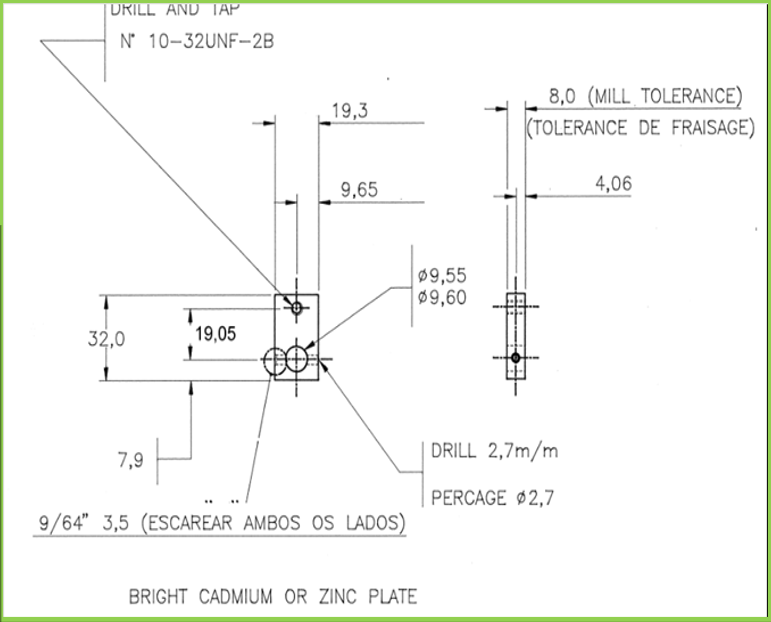 DRILL AND TAP
N° 10-32UNF-2B
19,3
8,0 (MILL TOLERANCE)
(TOLERANCE DE FRAISAGE)
9,65
4,06
Ø9,55
Ø9,60
32,0
19,05
7,9
DRILL 2,7m/m
PERCAGE Ø2,7
9/64" 3,5 (ESCAREAR AMBOS OS LADOS)
BRIGHT CADMIUM OR ZINC PLATE